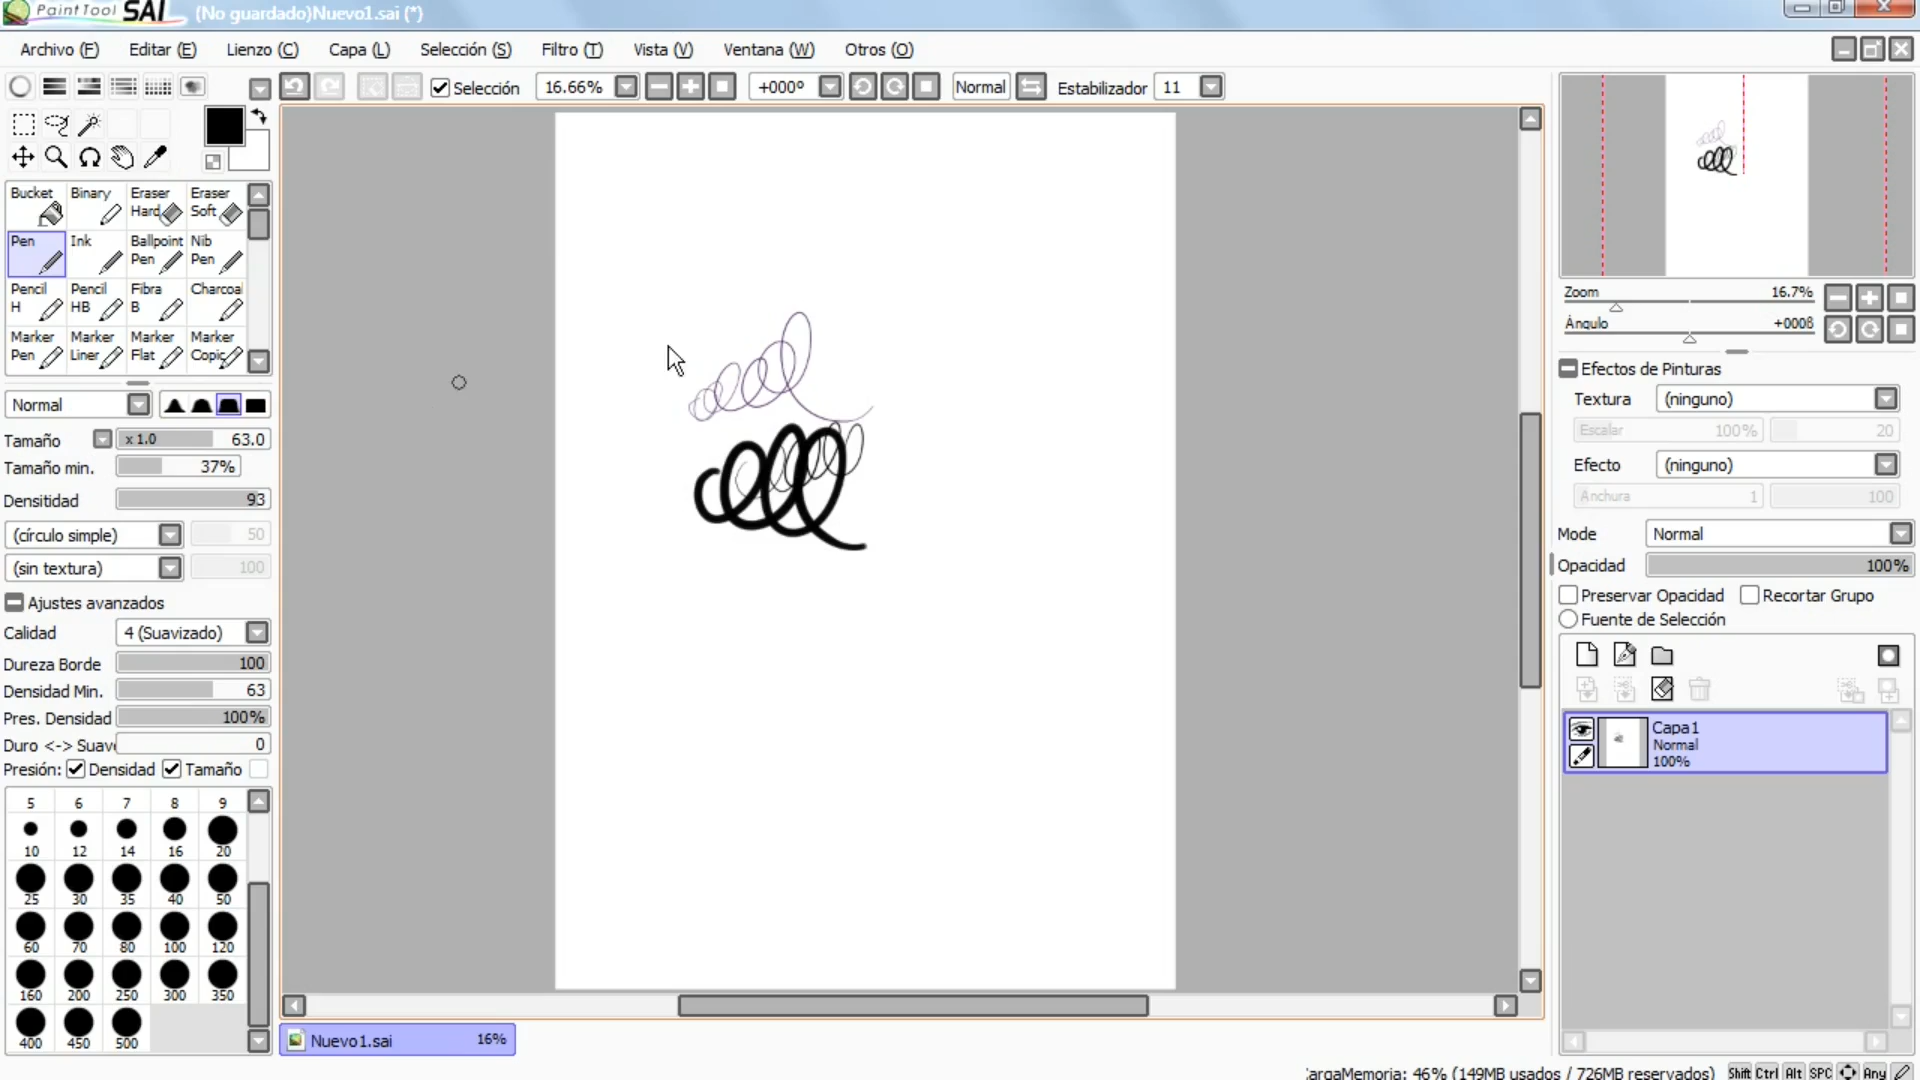 PaintTool SAI (No guardado)Nuevo1.sai (*)
Archivo (F) Editar (E) Lienzo (C) Capa (L) Selección (S) Filtro (T) Vista (V) Ventana (W) Otros (O)
Selección 16.66% +000º Normal Estabilizador 11
Bucket Binary Eraser Hard Eraser Soft
Pen Ink Ballpoint Pen Nib Pen
Pencil H Pencil HB Fibra B Charcoal
Marker Pen Marker Liner Marker Flat Marker Copic
Normal
Tamaño x 1.0 63.0
Tamaño min. 37%
Densitidad 93
(círculo simple) 50
(sin textura) 100
Ajustes avanzados
Calidad 4 (Suavizado)
Dureza Borde 100
Densidad Min. 63
Pres. Densidad 100%
Duro <-> Suav 0
Presión: Densidad Tamaño
5 6 7 8 9
10 12 14 16 20
25 30 35 40 50
60 70 80 100 120
160 200 250 300 350
400 450 500
Nuevo1.sai 16%
Zoom 16.7%
Ángulo +000ß
Efectos de Pinturas
Textura (ninguno)
Escalar 100% 20
Efecto (ninguno)
Anchura 1 100
Mode Normal
Opacidad 100%
Preservar Opacidad Recortar Grupo
Fuente de Selección
Capa1
Normal
100%
CargaMemoria: 46% (149MB usados / 726MB reservados) Shift Ctrl Alt SPC Any